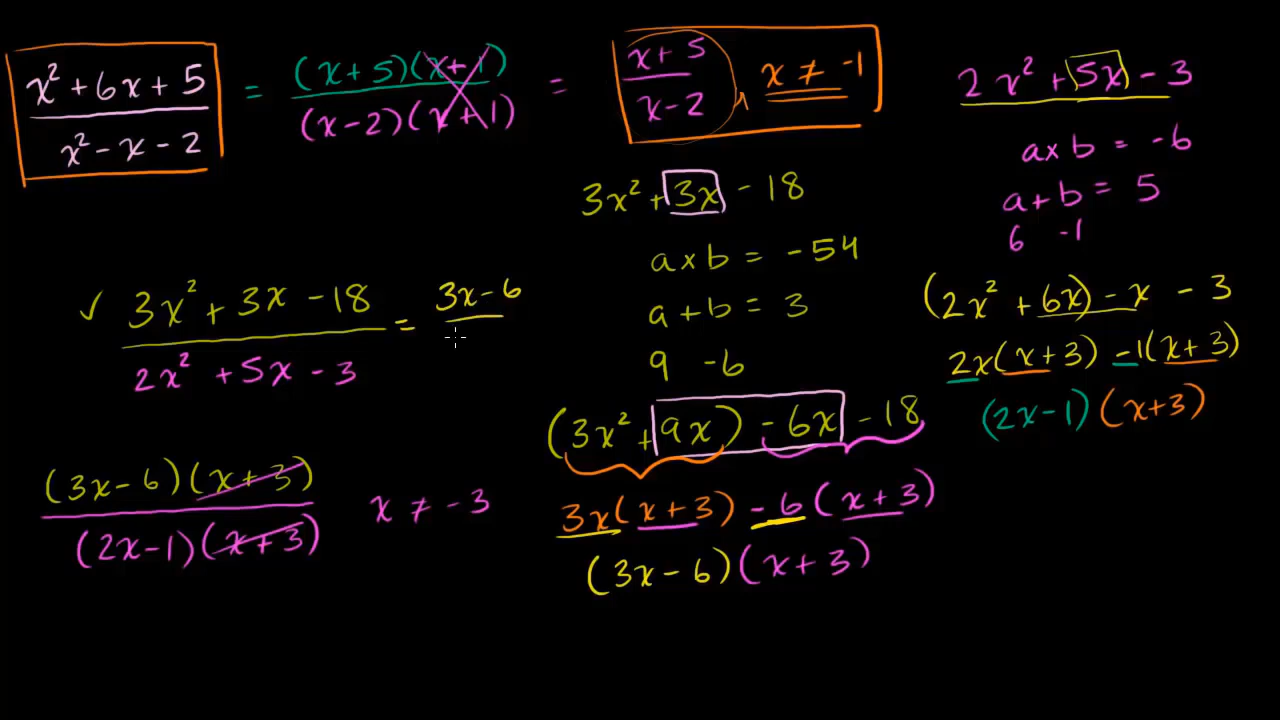 x² + 6x + 5 / x² - x - 2 = (x + 5)(x + 1) / (x - 2)(x + 1) = x + 5 / x - 2 , x ≠ -1
3x² + 3x - 18
a x b = -54
a + b = 3
9 -6
(3x² + 9x) - 6x - 18
3x(x + 3) - 6(x + 3)
(3x - 6)(x + 3)
2x² + 5x - 3
a x b = -6
a + b = 5
6 -1
(2x² + 6x) - x - 3
2x(x + 3) -1(x + 3)
(2x - 1)(x + 3)
✓ 3x² + 3x - 18 / 2x² + 5x - 3 = 3x - 6
(3x - 6)(x + 3) / (2x - 1)(x + 3) x ≠ -3